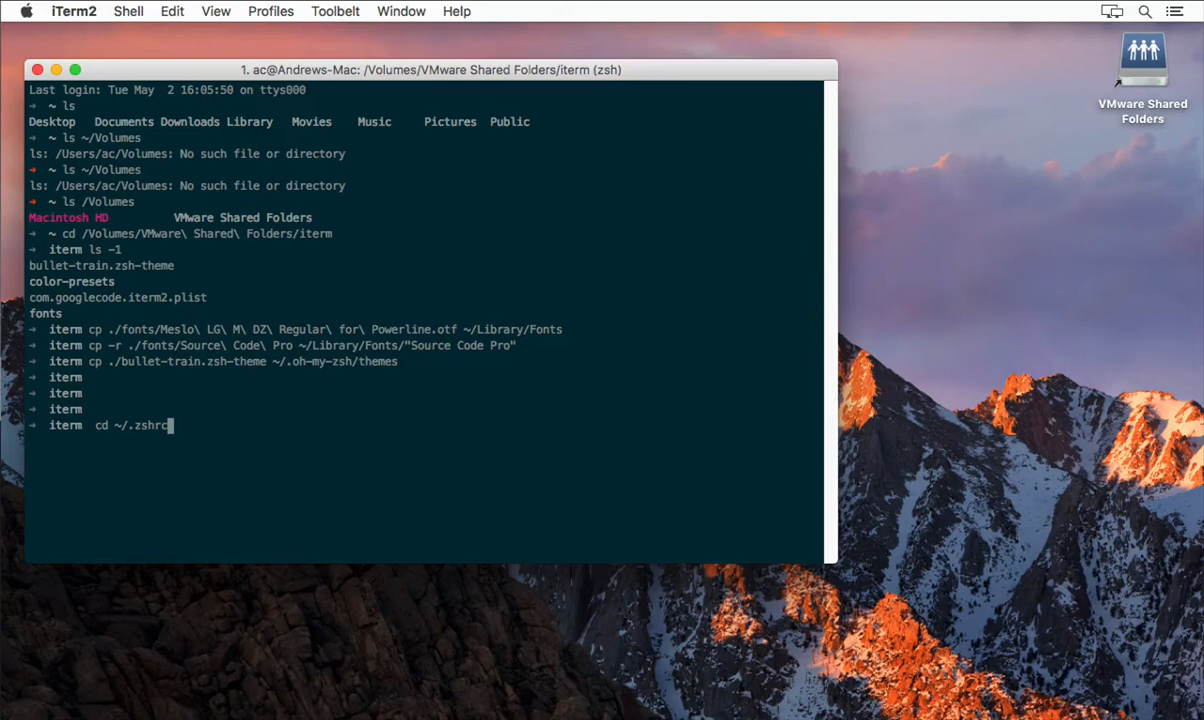 iTerm2 Shell Edit View Profiles Toolbelt Window Help
1. ac@Andrews-Mac: /Volumes/VMware Shared Folders/iterm (zsh)
Last login: Tue May  2 16:05:50 on ttys000
➜  ~ ls
Desktop   Documents Downloads Library   Movies    Music     Pictures  Public
➜  ~ ls ~/Volumes
ls: /Users/ac/Volumes: No such file or directory
➜  ~ ls ~/Volumes
ls: /Users/ac/Volumes: No such file or directory
➜  ~ ls /Volumes
Macintosh HD          VMware Shared Folders
➜  ~ cd /Volumes/VMware\ Shared\ Folders/iterm
➜  iterm ls -1
bullet-train.zsh-theme
color-presets
com.googlecode.iterm2.plist
fonts
➜  iterm cp ./fonts/Meslo\ LG\ M\ DZ\ Regular\ for\ Powerline.otf ~/Library/Fonts
➜  iterm cp -r ./fonts/Source\ Code\ Pro ~/Library/Fonts/"Source Code Pro"
➜  iterm cp ./bullet-train.zsh-theme ~/.oh-my-zsh/themes
➜  iterm
➜  iterm
➜  iterm
➜  iterm  cd ~/.zshrc
VMware Shared
Folders